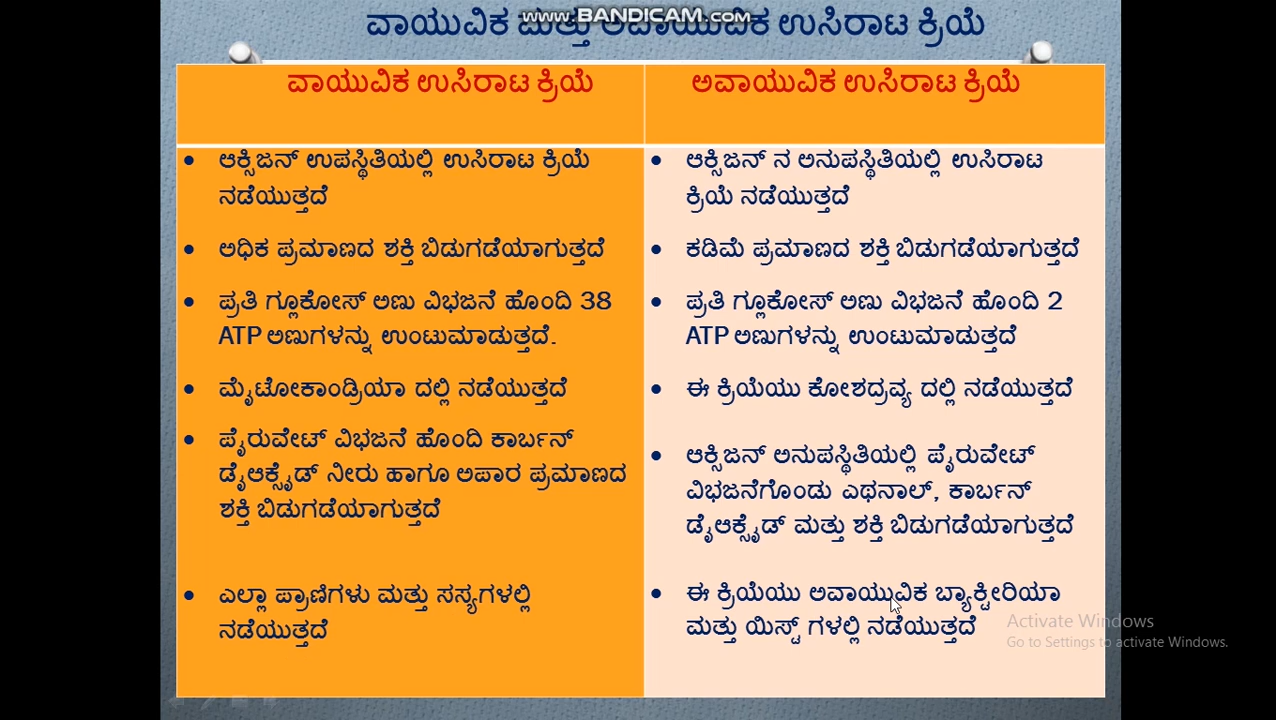 www.BANDICAM.com
ವಾಯುವಿಕ ಮತ್ತು ಅವಾಯುವಿಕ ಉಸಿರಾಟ ಕ್ರಿಯೆ
ವಾಯುವಿಕ ಉಸಿರಾಟ ಕ್ರಿಯೆ
ಆಕ್ಸಿಜನ್ ಉಪಸ್ಥಿತಿಯಲ್ಲಿ ಉಸಿರಾಟ ಕ್ರಿಯೆ
ನಡೆಯುತ್ತದೆ
ಅಧಿಕ ಪ್ರಮಾಣದ ಶಕ್ತಿ ಬಿಡುಗಡೆಯಾಗುತ್ತದೆ
ಪ್ರತಿ ಗ್ಲೂಕೋಸ್ ಅಣು ವಿಭಜನೆ ಹೊಂದಿ 38
ATP ಅಣುಗಳನ್ನು ಉಂಟುಮಾಡುತ್ತದೆ.
ಮೈಟೋಕಾಂಡ್ರಿಯಾ ದಲ್ಲಿ ನಡೆಯುತ್ತದೆ
ಪೈರುವೇಟ್ ವಿಭಜನೆ ಹೊಂದಿ ಕಾರ್ಬನ್
ಡೈಆಕ್ಸೈಡ್ ನೀರು ಹಾಗೂ ಅಪಾರ ಪ್ರಮಾಣದ
ಶಕ್ತಿ ಬಿಡುಗಡೆಯಾಗುತ್ತದೆ
ಎಲ್ಲಾ ಪ್ರಾಣಿಗಳು ಮತ್ತು ಸಸ್ಯಗಳಲ್ಲಿ
ನಡೆಯುತ್ತದೆ
ಅವಾಯುವಿಕ ಉಸಿರಾಟ ಕ್ರಿಯೆ
ಆಕ್ಸಿಜನ್ ನ ಅನುಪಸ್ಥಿತಿಯಲ್ಲಿ ಉಸಿರಾಟ
ಕ್ರಿಯೆ ನಡೆಯುತ್ತದೆ
ಕಡಿಮೆ ಪ್ರಮಾಣದ ಶಕ್ತಿ ಬಿಡುಗಡೆಯಾಗುತ್ತದೆ
ಪ್ರತಿ ಗ್ಲೂಕೋಸ್ ಅಣು ವಿಭಜನೆ ಹೊಂದಿ 2
ATP ಅಣುಗಳನ್ನು ಉಂಟುಮಾಡುತ್ತದೆ
ಈ ಕ್ರಿಯೆಯು ಕೋಶದ್ರವ್ಯ ದಲ್ಲಿ ನಡೆಯುತ್ತದೆ
ಆಕ್ಸಿಜನ್ ಅನುಪಸ್ಥಿತಿಯಲ್ಲಿ ಪೈರುವೇಟ್
ವಿಭಜನೆಗೊಂಡು ಎಥನಾಲ್, ಕಾರ್ಬನ್
ಡೈಆಕ್ಸೈಡ್ ಮತ್ತು ಶಕ್ತಿ ಬಿಡುಗಡೆಯಾಗುತ್ತದೆ
ಈ ಕ್ರಿಯೆಯು ಅವಾಯುವಿಕ ಬ್ಯಾಕ್ಟೀರಿಯಾ
ಮತ್ತು ಯಿಸ್ಟ್ ಗಳಲ್ಲಿ ನಡೆಯುತ್ತದೆ
Activate Windows
Go to Settings to activate Windows.